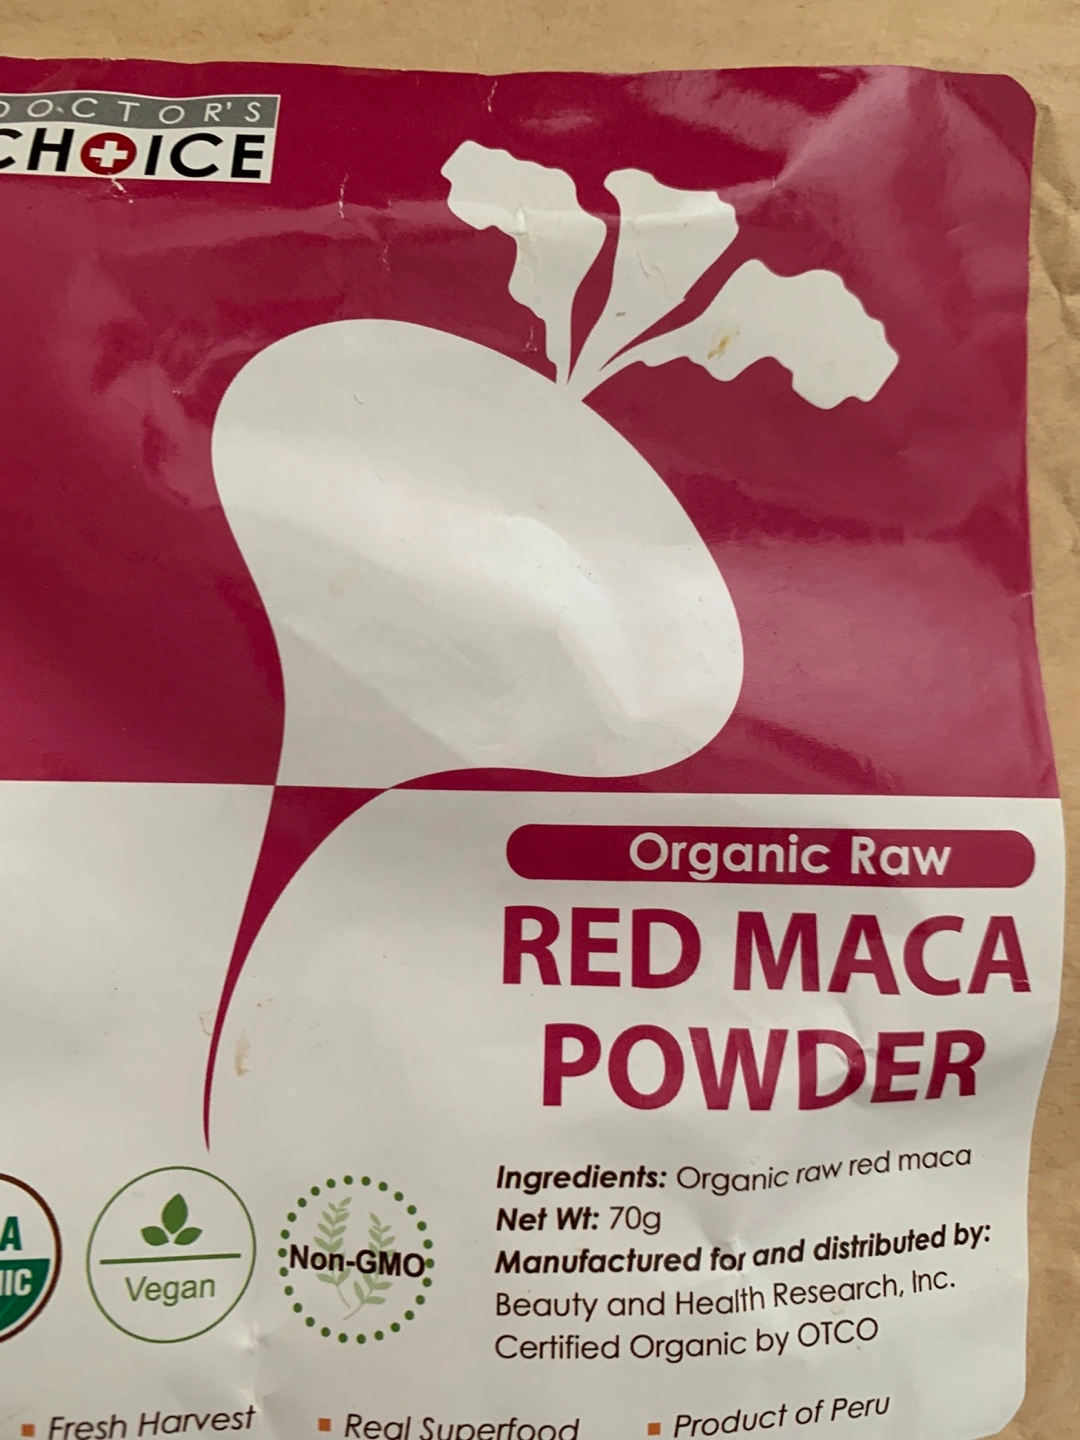 DOCTOR'S
CHOICE
Organic Raw
RED MACA
POWDER
Ingredients: Organic raw red maca
Net Wt: 70g
Manufactured for and distributed by:
Beauty and Health Research, Inc.
Certified Organic by OTCO
Vegan
Non-GMO
Fresh Harvest
Real Superfood
Product of Peru